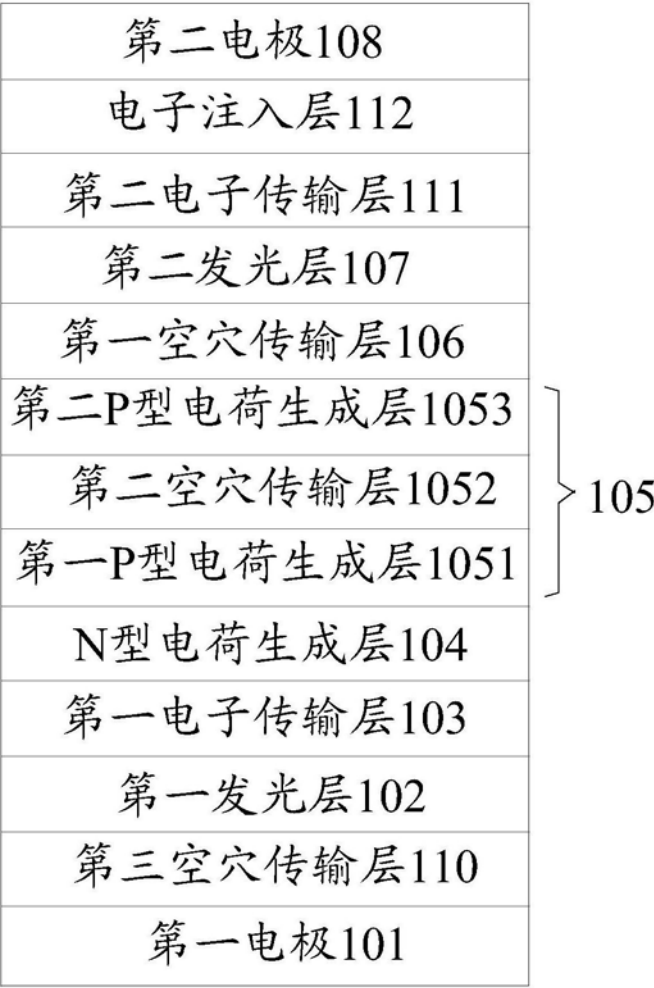 第二电极108
电子注入层112
第二电子传输层111
第二发光层107
第一空穴传输层106
第二P型电荷生成层1053
第二空穴传输层1052
105
第一P型电荷生成层1051
N型电荷生成层104
第一电子传输层103
第一发光层102
第三空穴传输层110
第一电极101